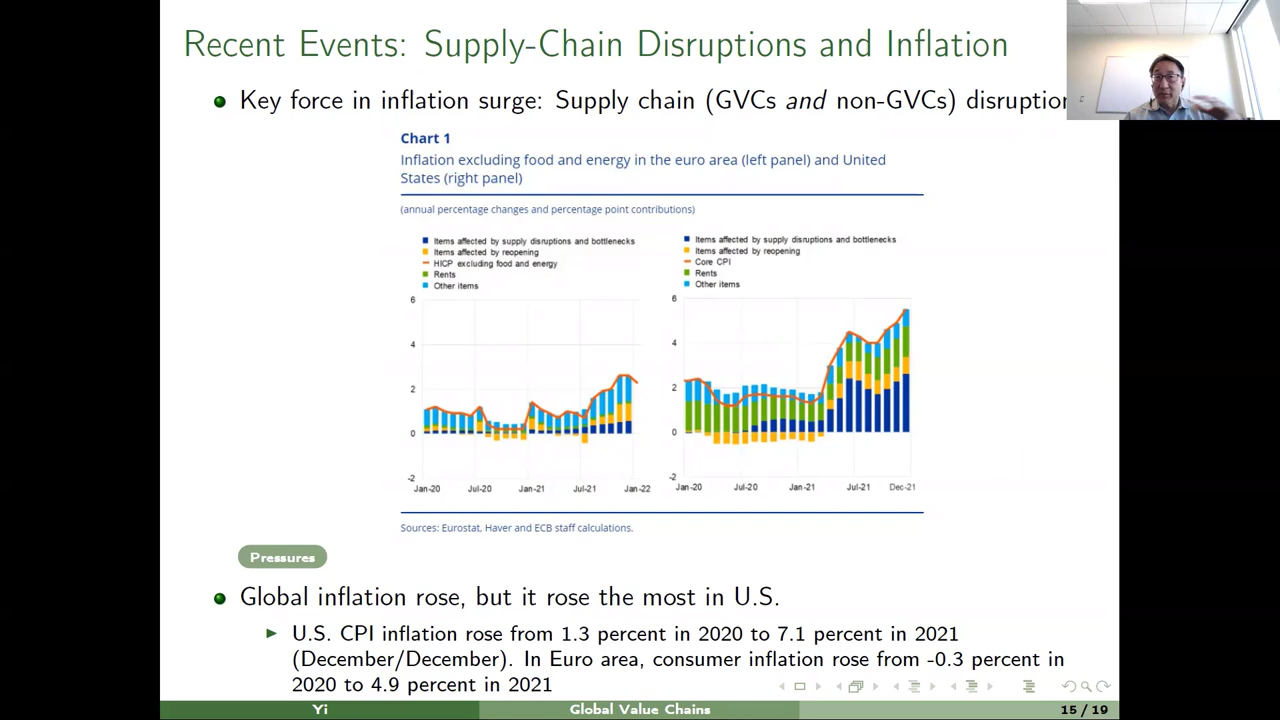 Recent Events: Supply-Chain Disruptions and Inflation
Key force in inflation surge: Supply chain (GVCs and non-GVCs) disruption
Chart 1
Inflation excluding food and energy in the euro area (left panel) and United
States (right panel)
(annual percentage changes and percentage point contributions)
Items affected by supply disruptions and bottlenecks
Items affected by reopening
HICP excluding food and energy
Rents
Other items
6
4
2
0
-2
Jan-20 Jul-20 Jan-21 Jul-21 Jan-22
Items affected by supply disruptions and bottlenecks
Items affected by reopening
Core CPI
Rents
Other items
6
4
2
0
-2
Jan-20 Jul-20 Jan-21 Jul-21 Dec-21
Sources: Eurostat, Haver and ECB staff calculations.
Pressures
Global inflation rose, but it rose the most in U.S.
U.S. CPI inflation rose from 1.3 percent in 2020 to 7.1 percent in 2021
(December/December). In Euro area, consumer inflation rose from -0.3 percent in
2020 to 4.9 percent in 2021
Yi Global Value Chains 15 / 19